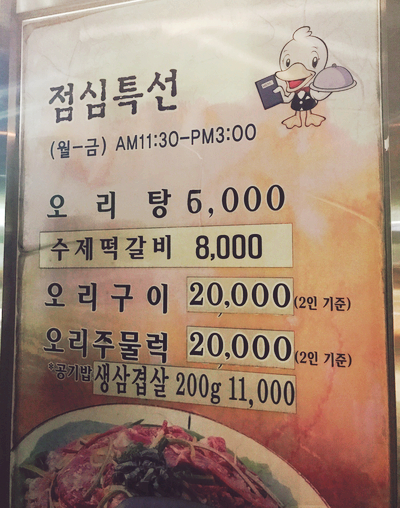 점심특선
(월-금) AM11:30-PM3:00
오 리 탕 6,000
수제떡갈비 8,000
오리구이 20,000(2인 기준)
오리주물럭 20,000(2인 기준)
*공기밥생삼겹살 200g 11,000